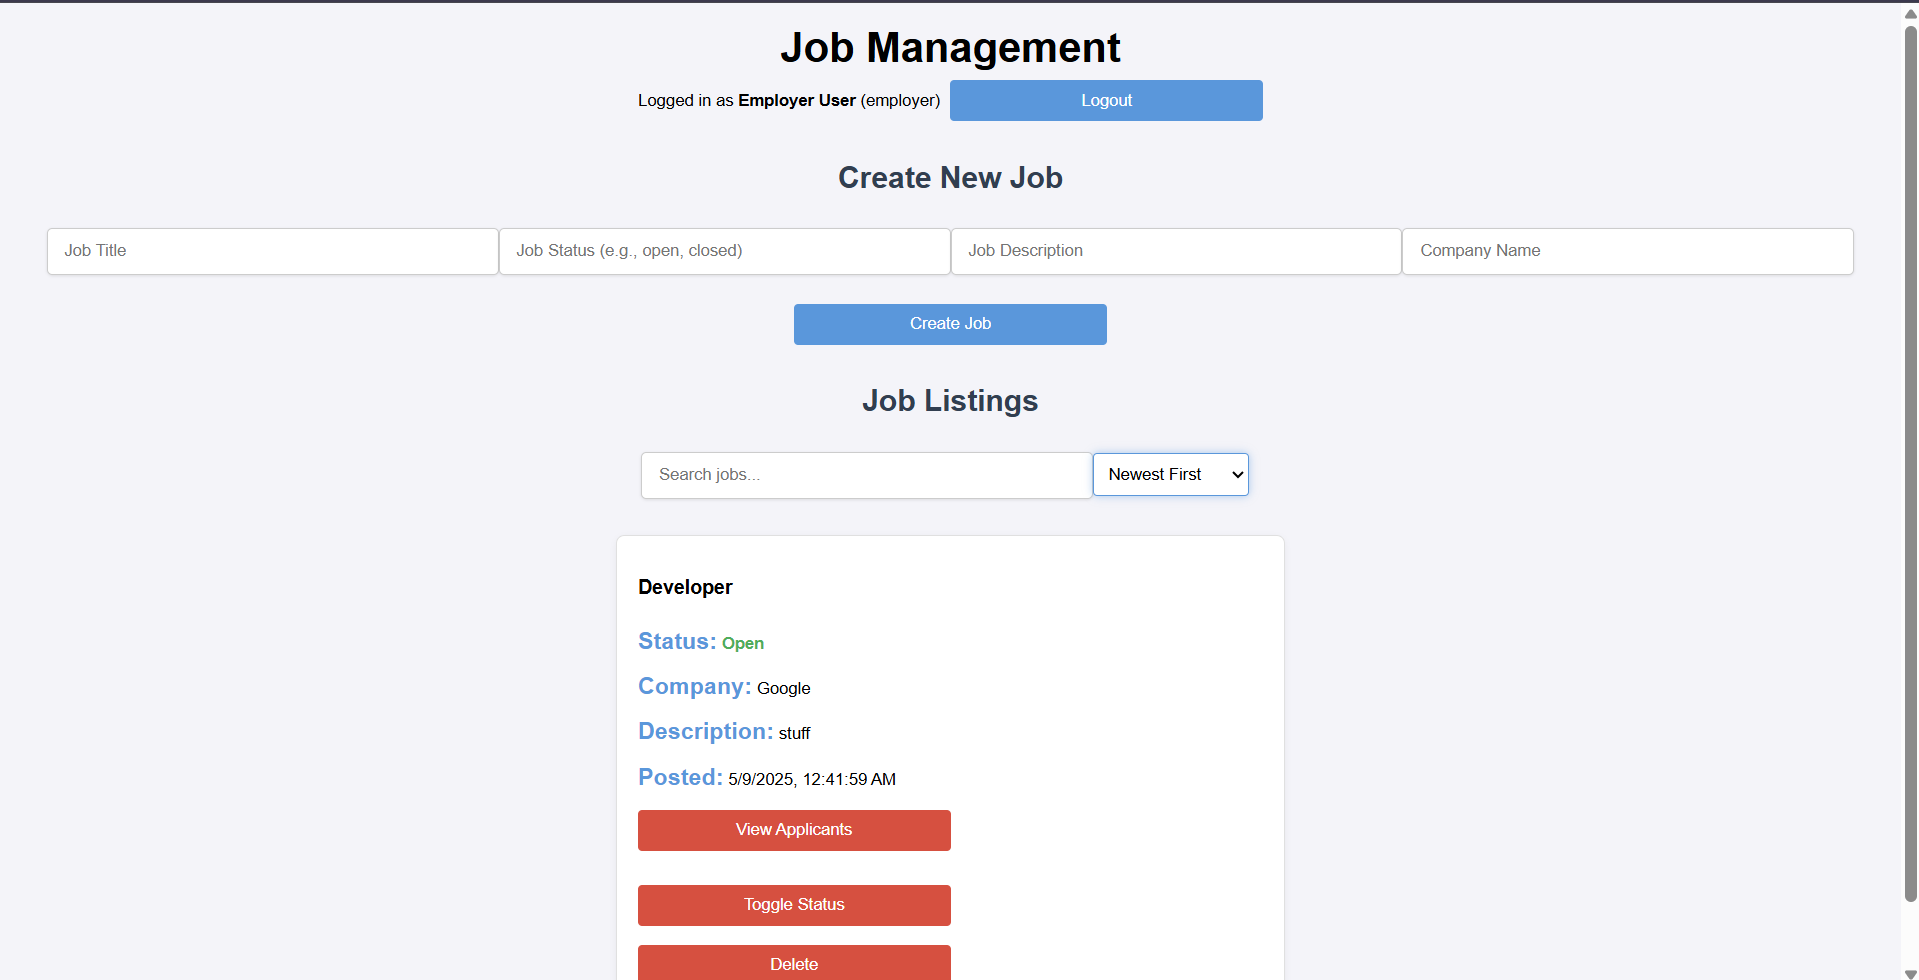 Job Management
Logged in as Employer User (employer) Logout
Create New Job
Job Title Job Status (e.g., open, closed) Job Description Company Name
Create Job
Job Listings
Search jobs... Newest First
Developer
Status: Open
Company: Google
Description: stuff
Posted: 5/9/2025, 12:41:59 AM
View Applicants
Toggle Status
Delete